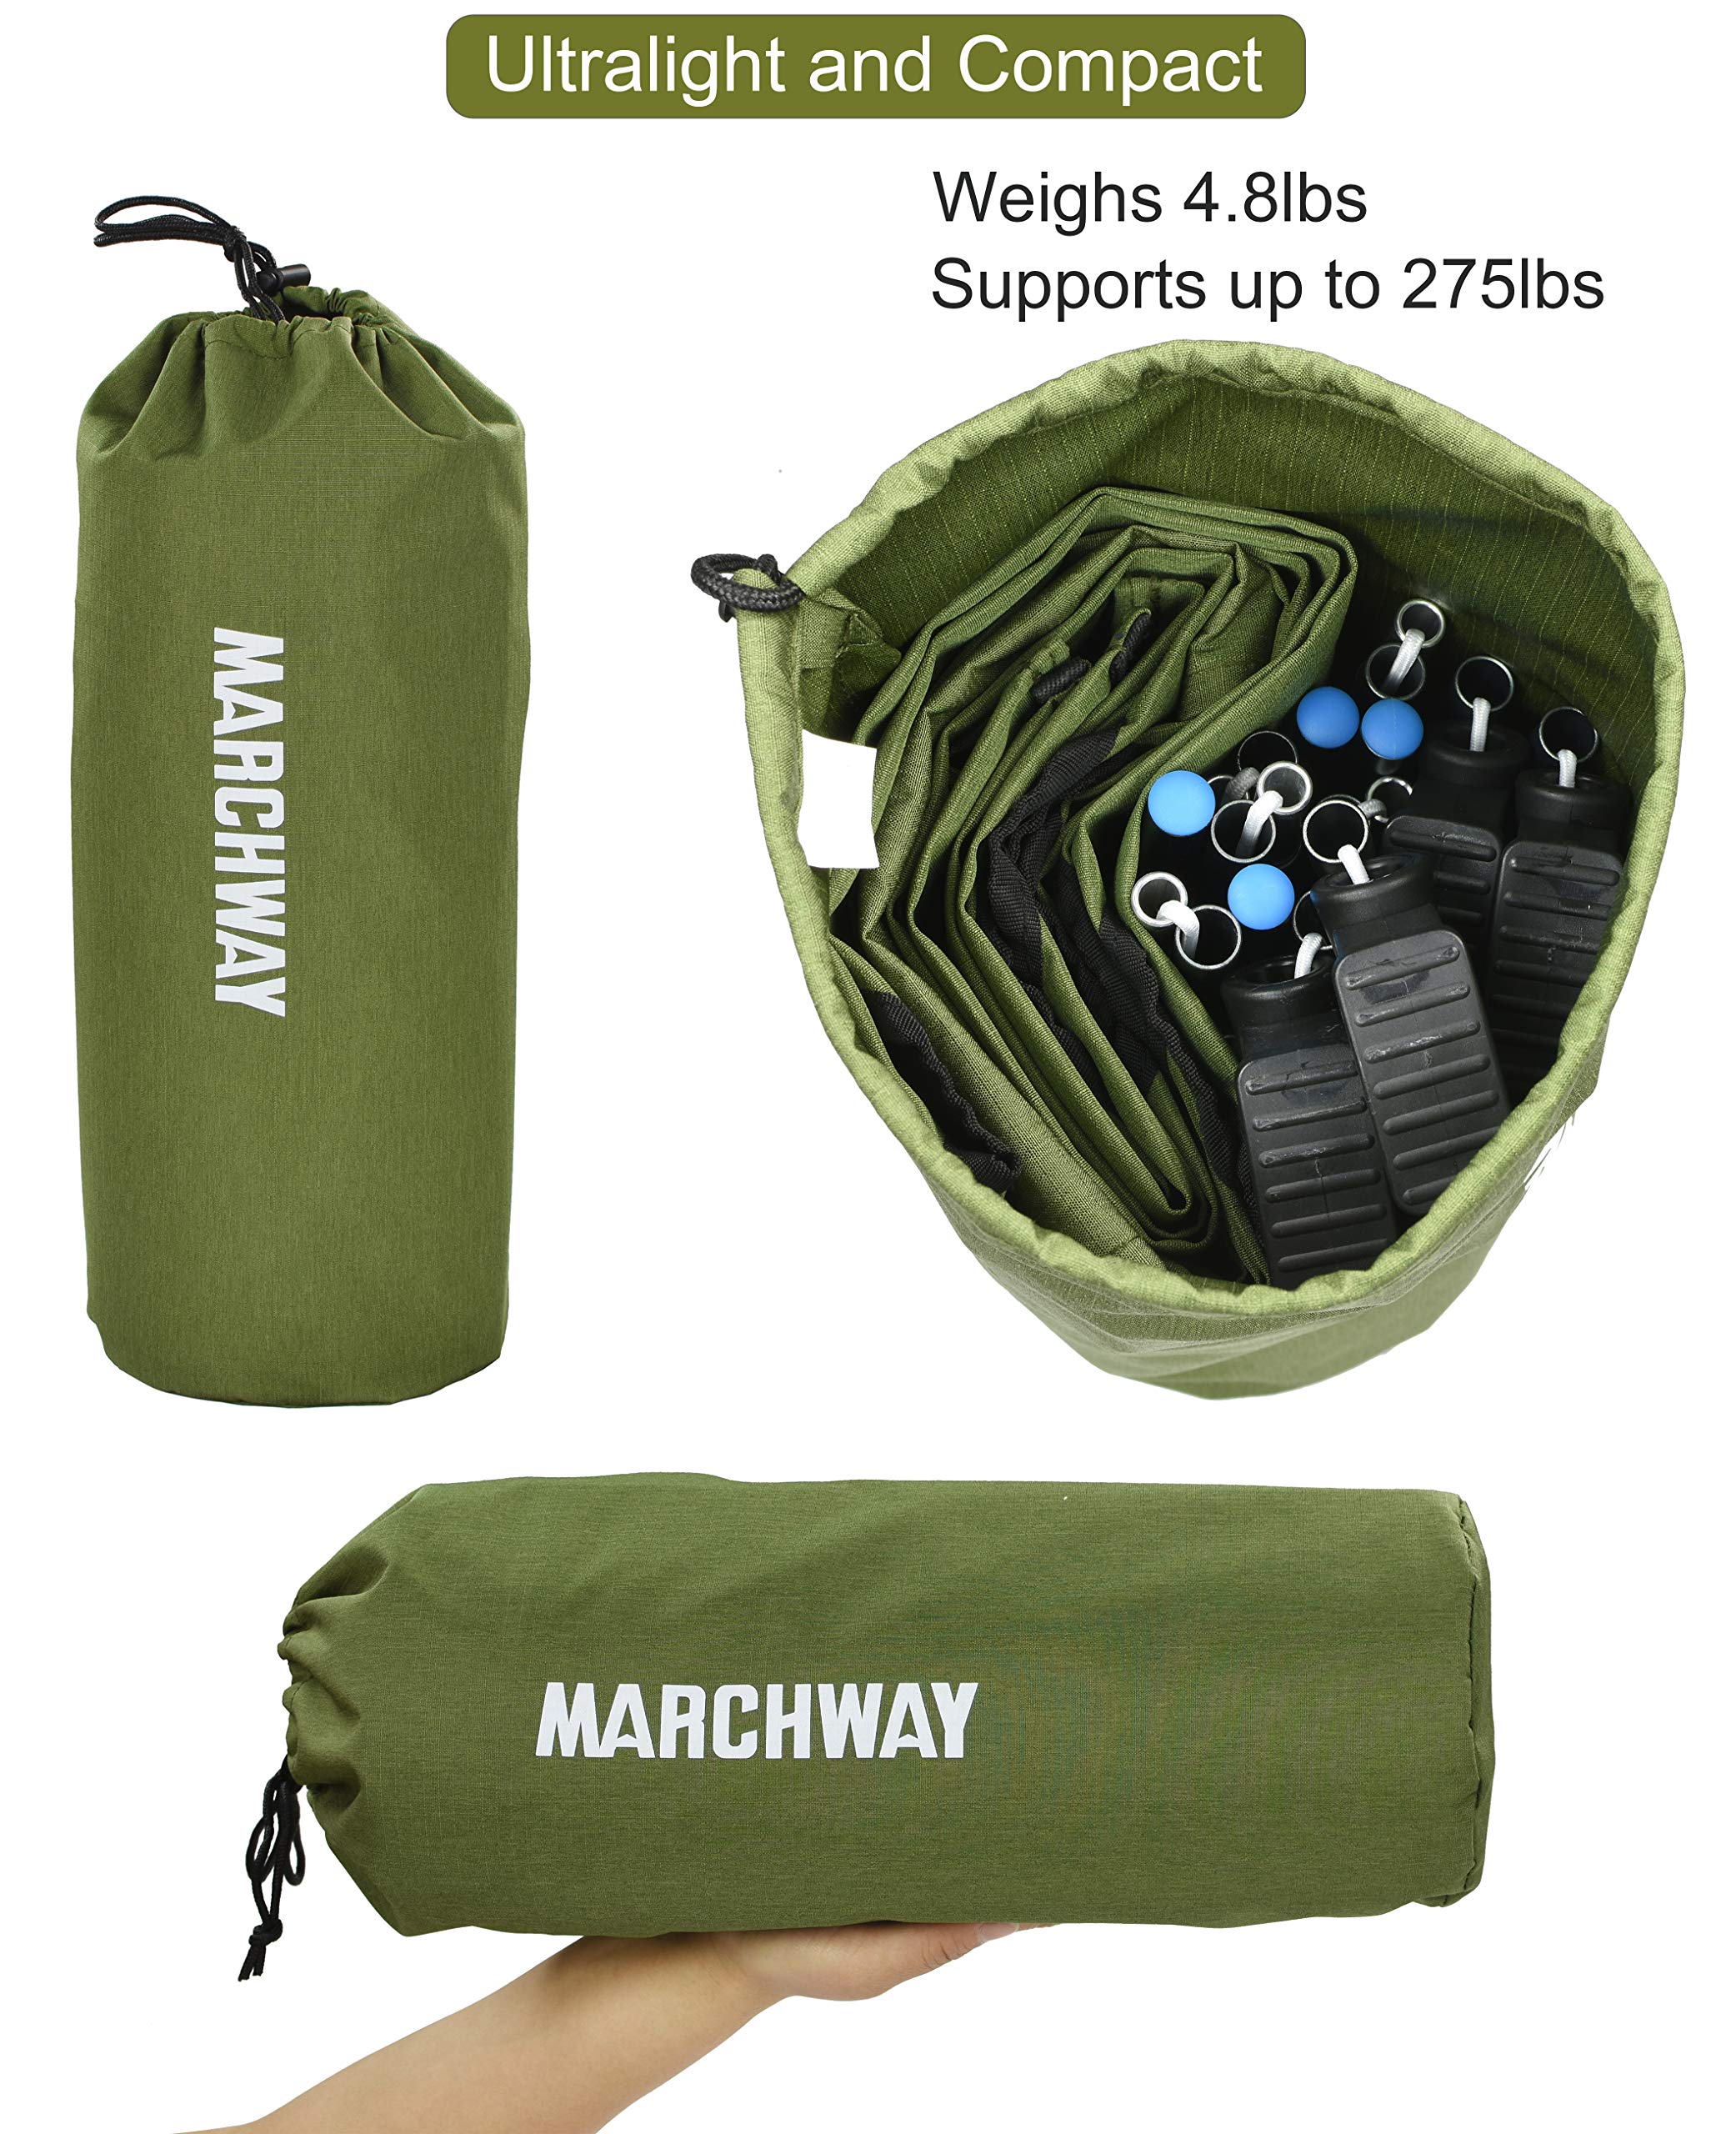 Ultralight and Compact
Weighs 4.8lbs
Supports up to 275lbs
MARCHWAY
MARCHWAY